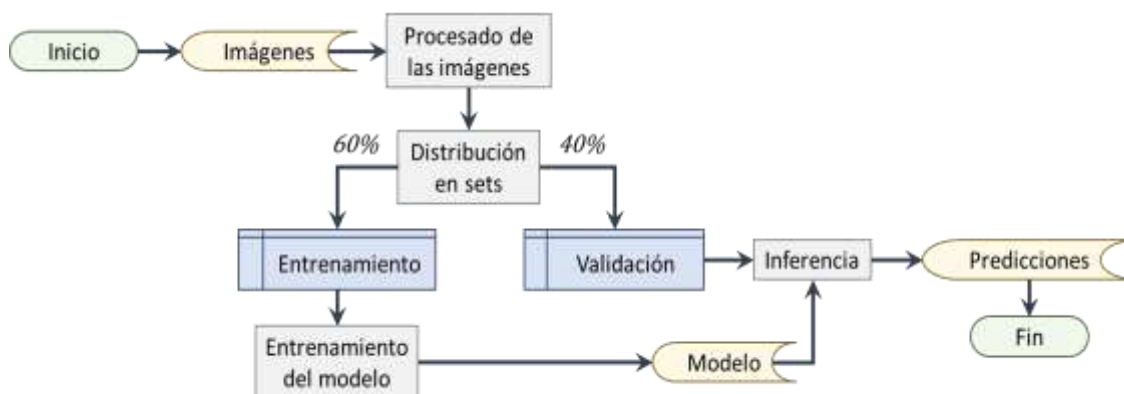 Inicio
Imágenes
Procesado de
las imágenes
60%
40%
Distribución
en sets
Entrenamiento
Validación
Inferencia
Predicciones
Fin
Entrenamiento
del modelo
Modelo